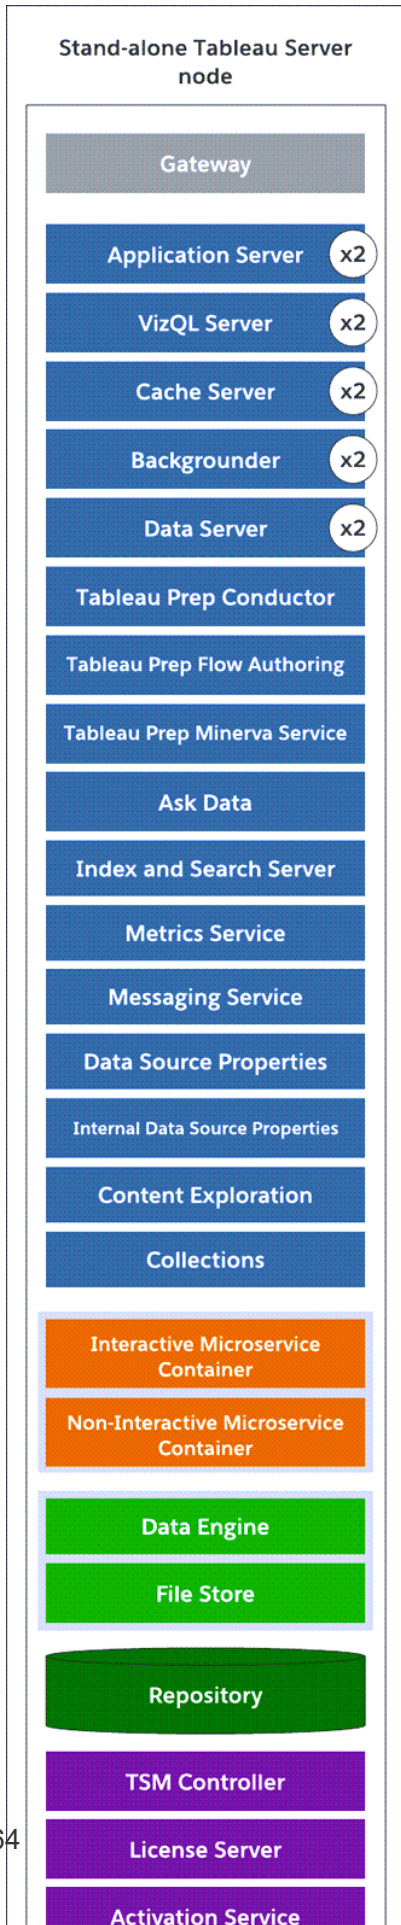 Stand-alone Tableau Server
node
Gateway
Application Server x2
VizQL Server x2
Cache Server x2
Backgrounder x2
Data Server x2
Tableau Prep Conductor
Tableau Prep Flow Authoring
Tableau Prep Minerva Service
Ask Data
Index and Search Server
Metrics Service
Messaging Service
Data Source Properties
Internal Data Source Properties
Content Exploration
Collections
Interactive Microservice
Container
Non-Interactive Microservice
Container
Data Engine
File Store
Repository
TSM Controller
64
License Server
Activation Service